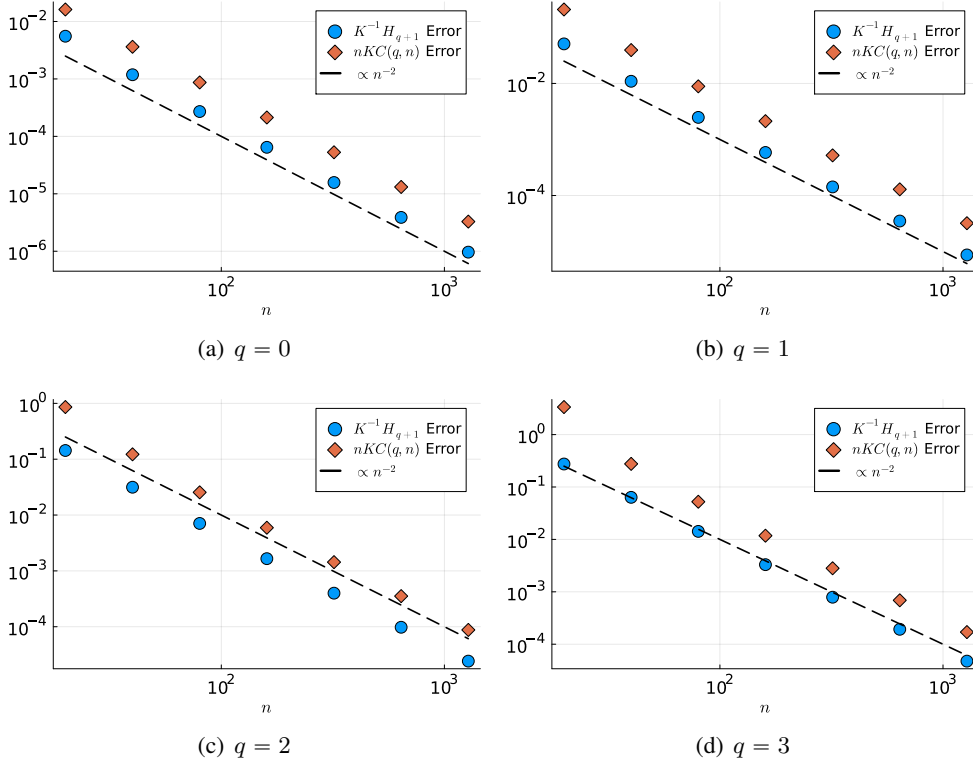 10^{-2}
10^{-3}
10^{-4}
10^{-5}
10^{-6}
10^{2}
10^{3}
n
K^{-1}H_{q+1} Error
nKC(q, n) Error
∝ n^{-2}
(a) q = 0
10^{-2}
10^{-4}
10^{2}
10^{3}
n
K^{-1}H_{q+1} Error
nKC(q, n) Error
∝ n^{-2}
(b) q = 1
10^{0}
10^{-1}
10^{-2}
10^{-3}
10^{-4}
10^{2}
10^{3}
n
K^{-1}H_{q+1} Error
nKC(q, n) Error
∝ n^{-2}
(c) q = 2
10^{0}
10^{-1}
10^{-2}
10^{-3}
10^{-4}
10^{2}
10^{3}
n
K^{-1}H_{q+1} Error
nKC(q, n) Error
∝ n^{-2}
(d) q = 3